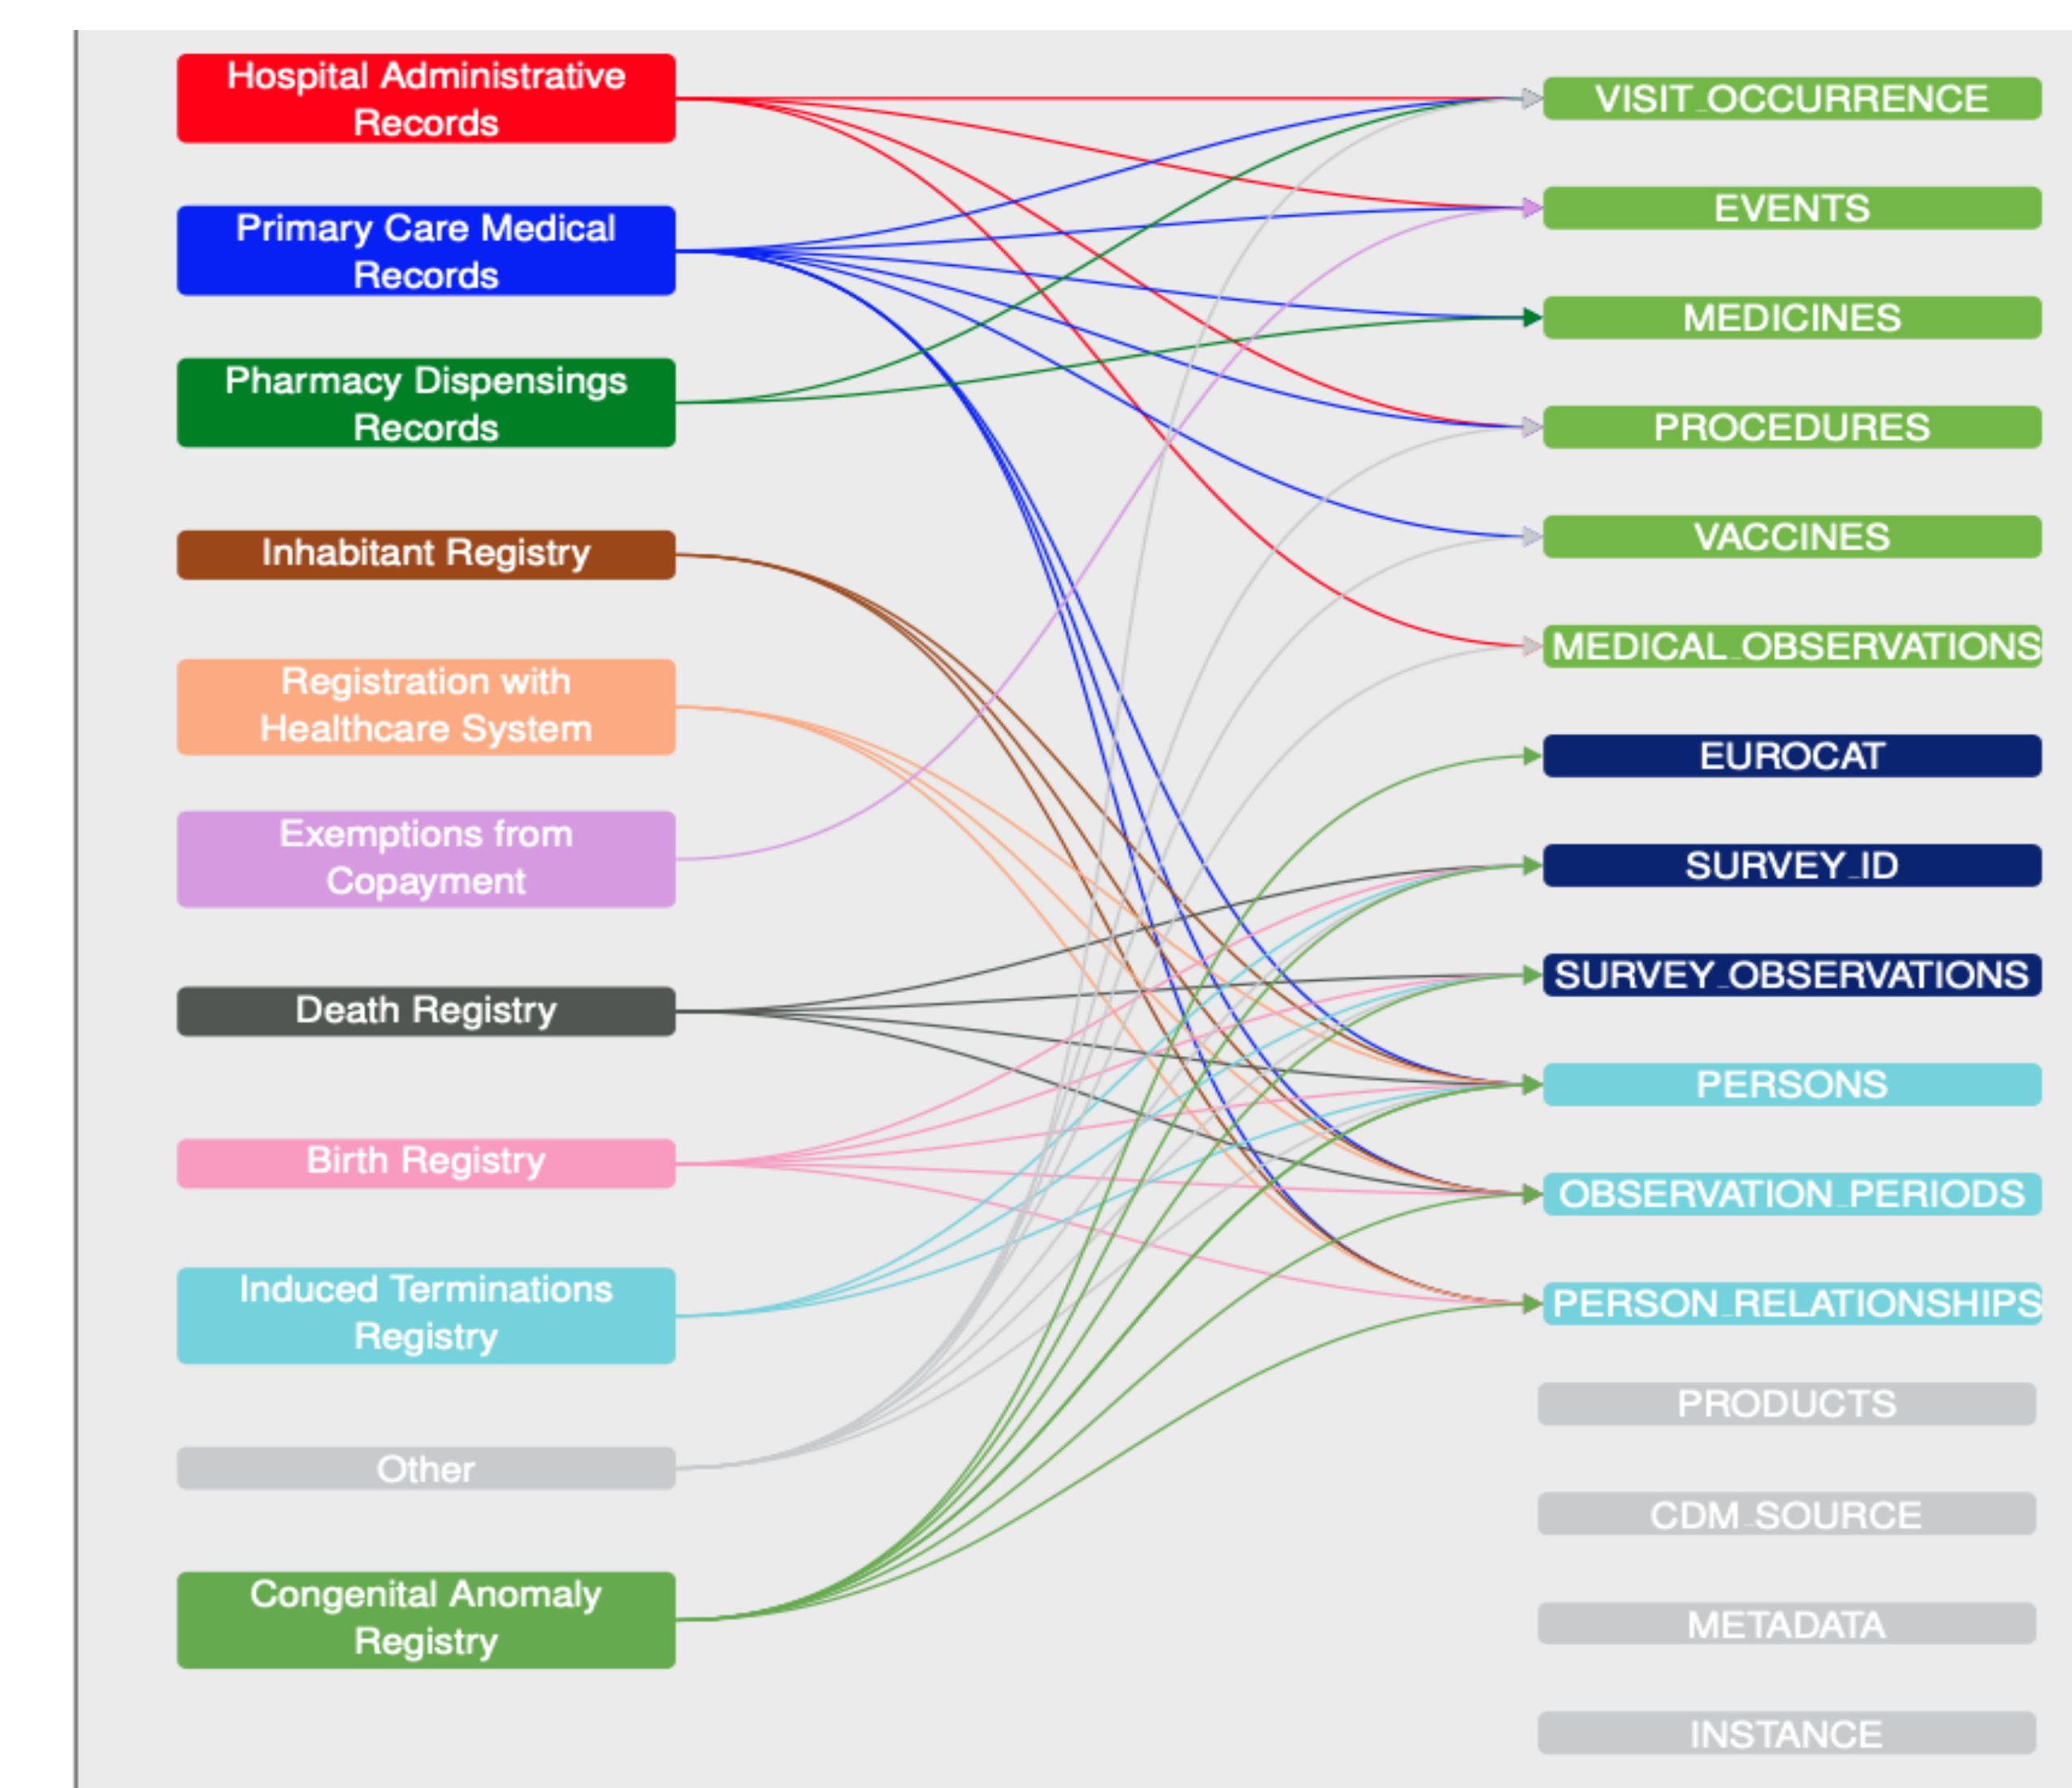 Hospital Administrative
Records
Primary Care Medical
Records
Pharmacy Dispensings
Records
Inhabitant Registry
Registration with
Healthcare System
Exemptions from
Copayment
Death Registry
Birth Registry
Induced Terminations
Registry
Other
Congenital Anomaly
Registry
VISIT_OCCURRENCE
EVENTS
MEDICINES
PROCEDURES
VACCINES
MEDICAL_OBSERVATIONS
EUROCAT
SURVEY_ID
SURVEY_OBSERVATIONS
PERSONS
OBSERVATION_PERIODS
PERSON_RELATIONSHIPS
PRODUCTS
CDM_SOURCE
METADATA
INSTANCE